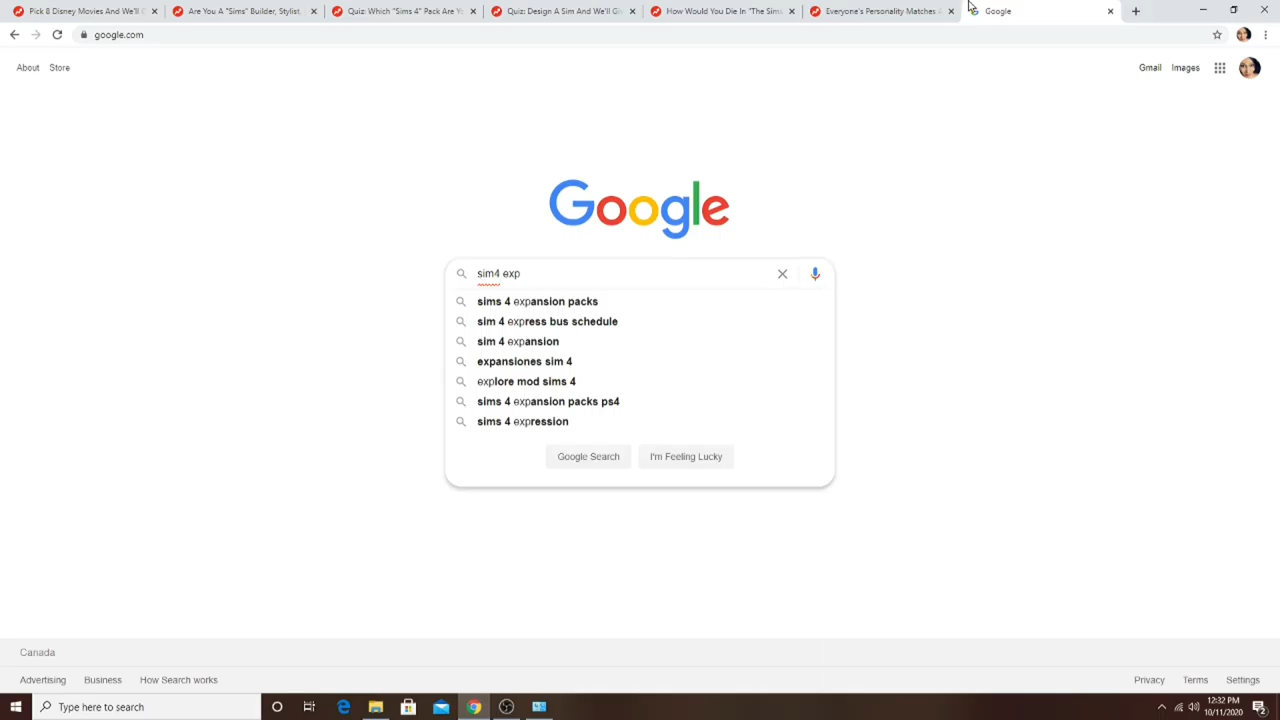 Pick 8 Disney Movies And We'll G
Are You A "Sims" Builder, Stylist,
Quiz: Which "Sims 4" Pack Are Yo
Quiz: Design A Sim And We'll Giv
How Would You Die In "The Sims
Everyone's Personality Matches A
Google
google.com
About Store
Gmail Images
Google
sim4 exp
sims 4 expansion packs
sim 4 express bus schedule
sim 4 expansion
expansiones sim 4
explore mod sims 4
sims 4 expansion packs ps4
sims 4 expression
Google Search I'm Feeling Lucky
Canada
Advertising Business How Search works
Privacy Terms Settings
Type here to search
12:32 PM
10/11/2020
2